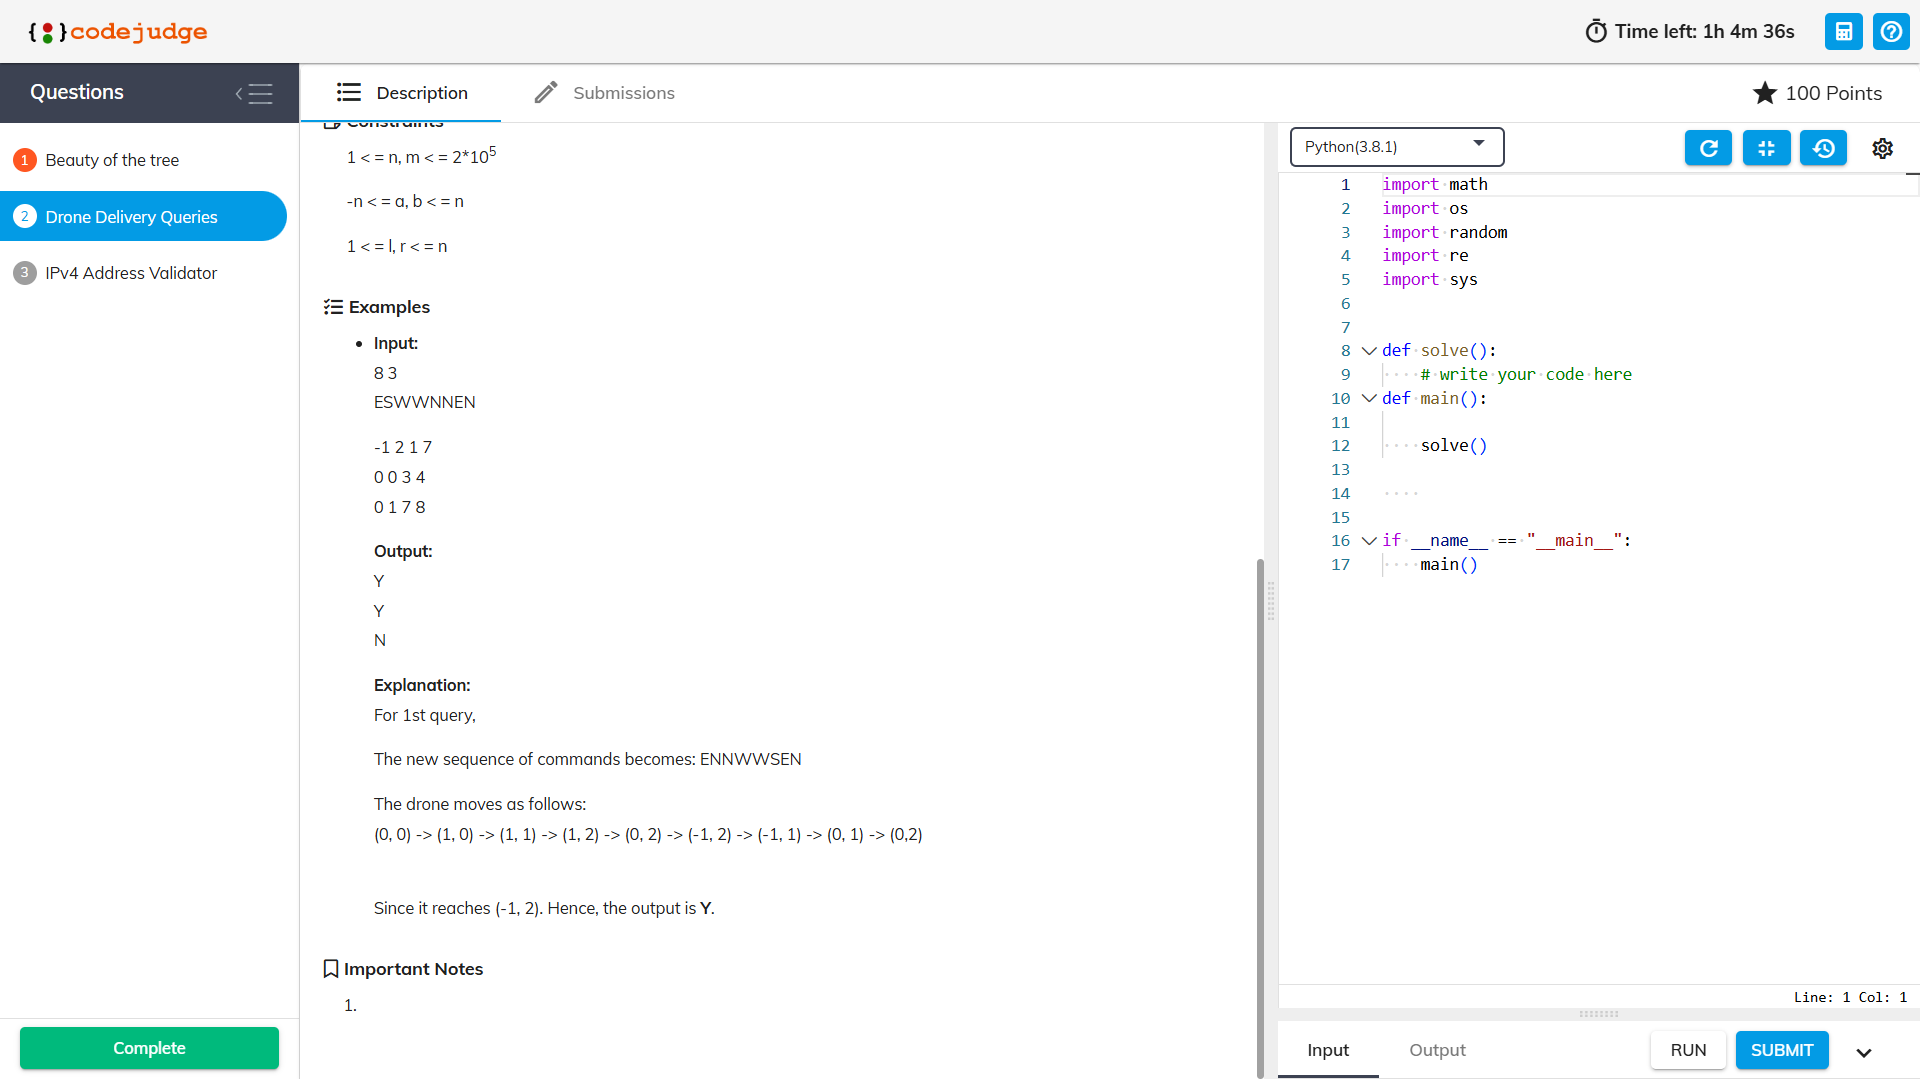 { } codejudge
Time left: 1h 4m 36s
Questions
Description
Submissions
100 Points
1 Beauty of the tree
2 Drone Delivery Queries
3 IPv4 Address Validator
Complete
Constraints
1 < = n, m < = 2*10^5
-n < = a, b < = n
1 < = l, r < = n
Examples
• Input:
8 3
ESWWNNEN
-1 2 1 7
0 0 3 4
0 1 7 8
Output:
Y
Y
N
Explanation:
For 1st query,
The new sequence of commands becomes: ENNWWSEN
The drone moves as follows:
(0, 0) -> (1, 0) -> (1, 1) -> (1, 2) -> (0, 2) -> (-1, 2) -> (-1, 1) -> (0, 1) -> (0,2)
Since it reaches (-1, 2). Hence, the output is Y.
Important Notes
1.
Python(3.8.1)
1 import math
2 import os
3 import random
4 import re
5 import sys
6
7
8 def solve():
9 # write your code here
10 def main():
11
12 solve()
13
14
15
16 if __name__ == "__main__":
17 main()
Line: 1 Col: 1
Input
Output
RUN
SUBMIT